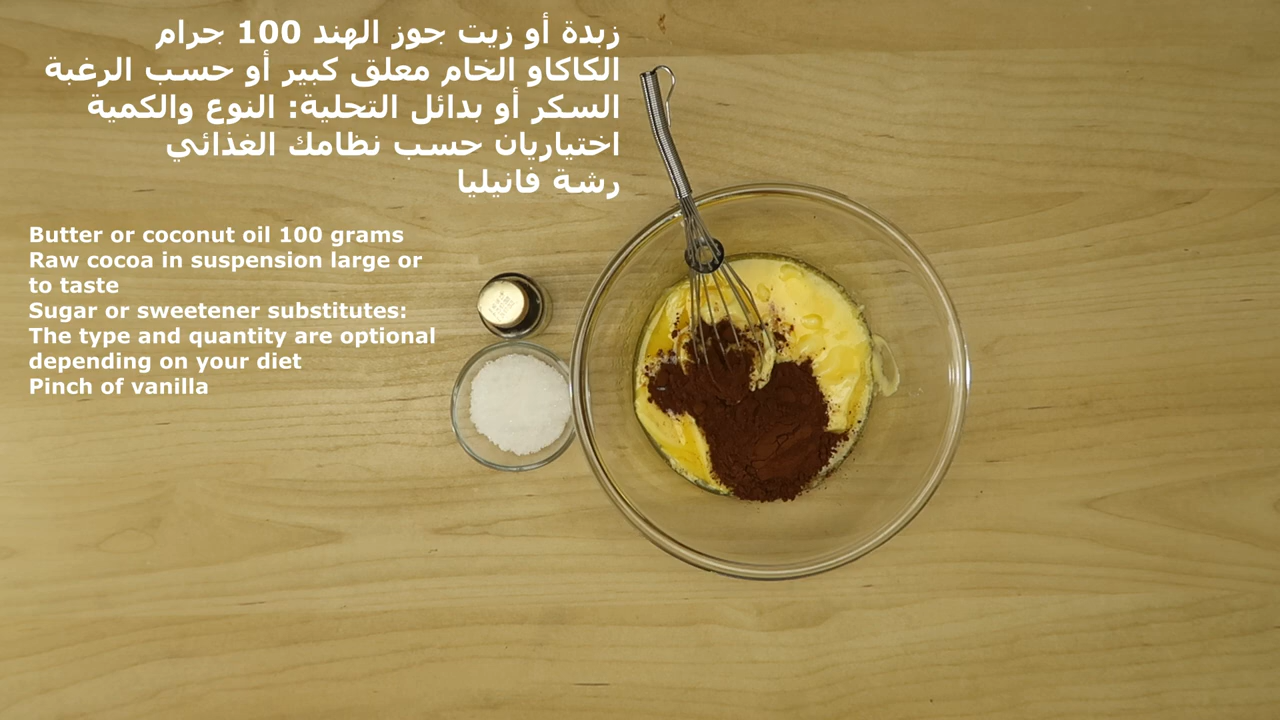 زبدة أو زيت جوز الهند 100 جرام
الكاكاو الخام معلق كبير أو حسب الرغبة
السكر أو بدائل التحلية: النوع والكمية
اختياريان حسب نظامك الغذائي
رشة فانيليا
Butter or coconut oil 100 grams
Raw cocoa in suspension large or
to taste
Sugar or sweetener substitutes:
The type and quantity are optional
depending on your diet
Pinch of vanilla